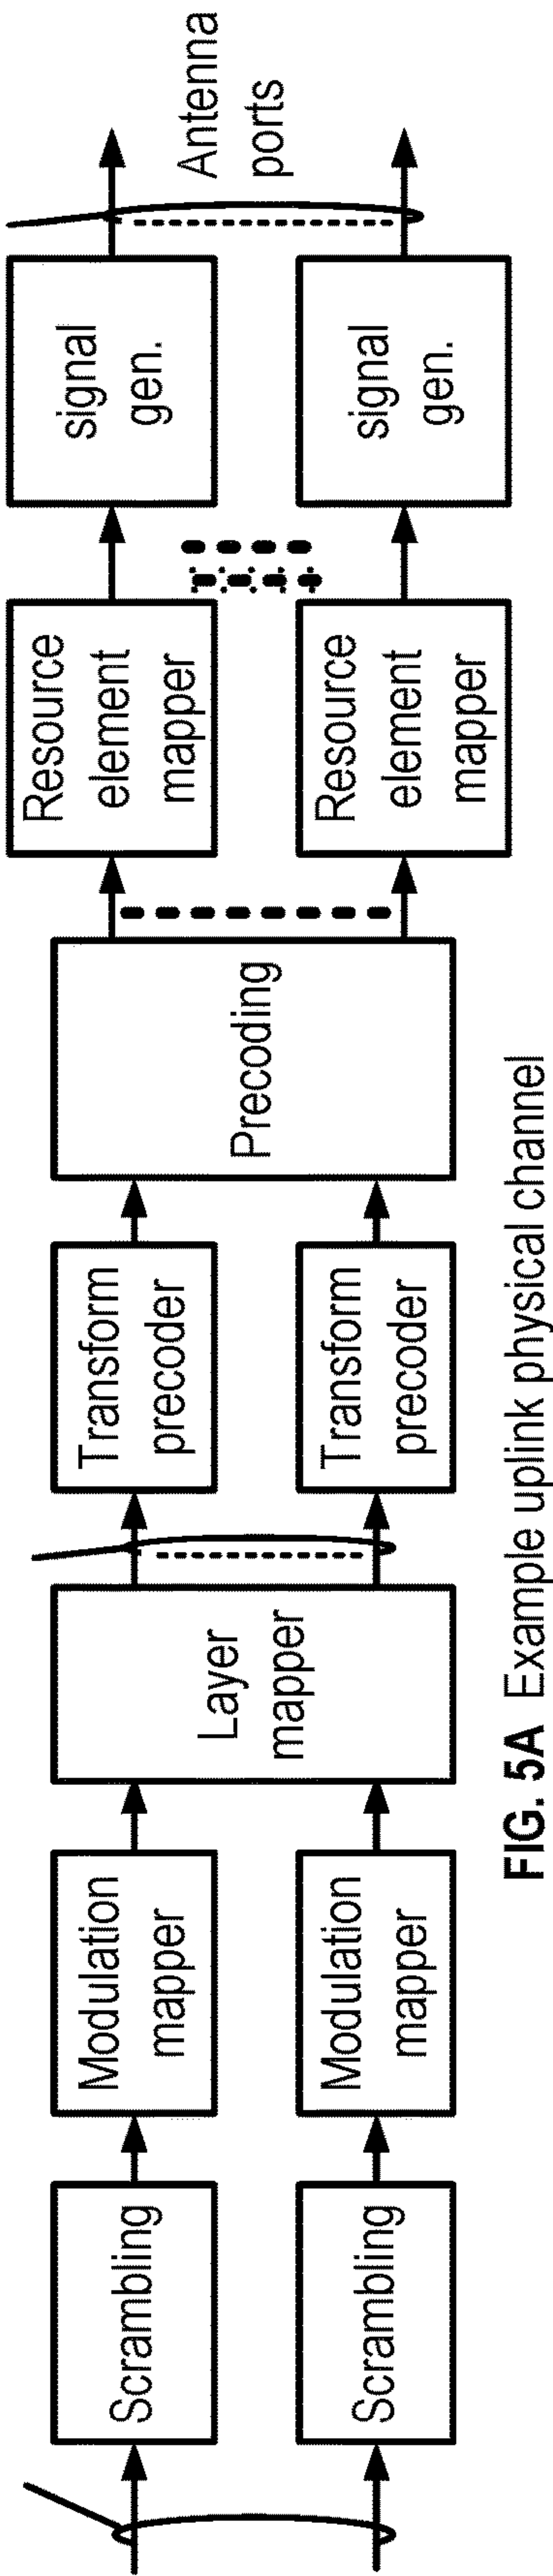 Scrambling
Scrambling
Modulation
mapper
Modulation
mapper
Layer
mapper
Transform
precoder
Transform
precoder
Precoding
Resource
element
mapper
Resource
element
mapper
signal
gen.
signal
gen.
Antenna
ports
FIG. 5A Example uplink physical channel